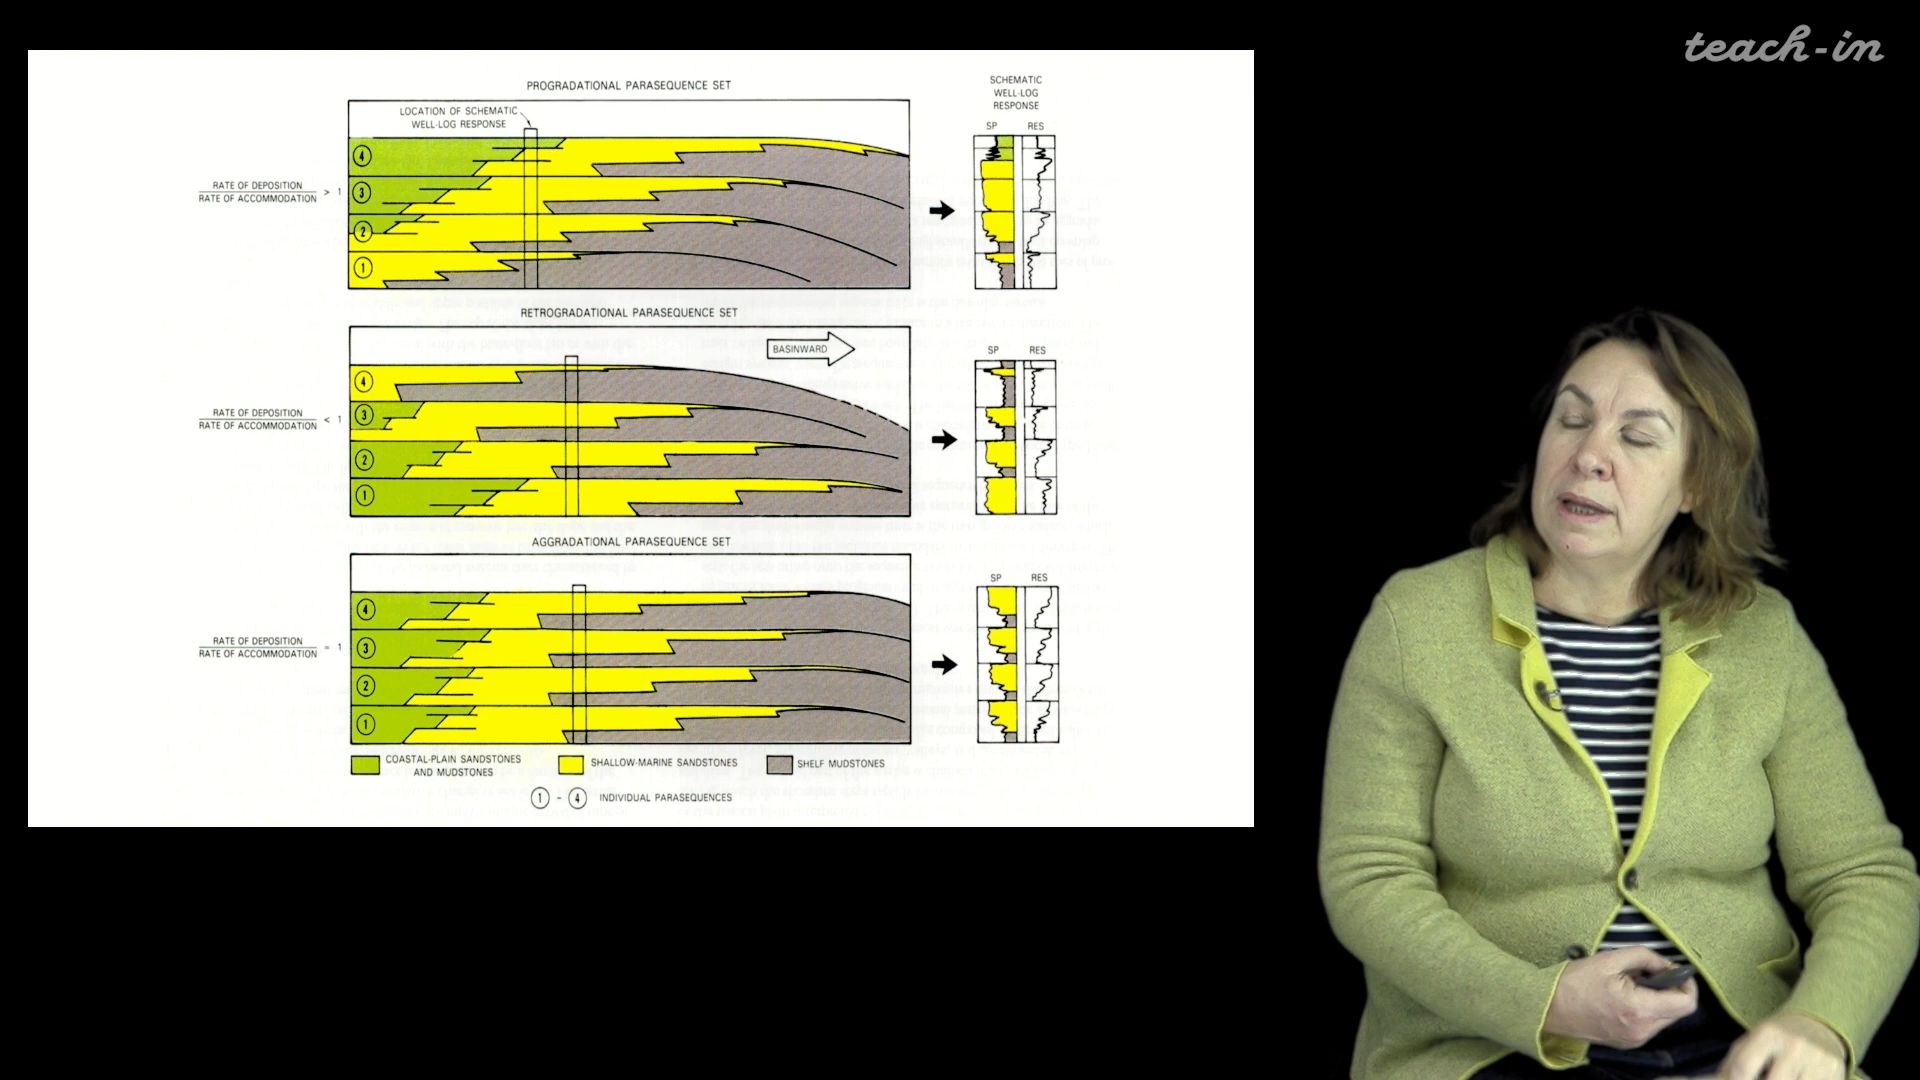 teach-in
PROGRADATIONAL PARASEQUENCE SET
SCHEMATIC
WELL-LOG
RESPONSE
LOCATION OF SCHEMATIC
WELL-LOG RESPONSE
SP RES
4
3
2
1
RATE OF DEPOSITION
RATE OF ACCOMMODATION > 1
RETROGRADATIONAL PARASEQUENCE SET
BASINWARD
SP RES
4
3
2
1
RATE OF DEPOSITION
RATE OF ACCOMMODATION < 1
AGGRADATIONAL PARASEQUENCE SET
SP RES
4
3
2
1
RATE OF DEPOSITION
RATE OF ACCOMMODATION = 1
COASTAL-PLAIN SANDSTONES
AND MUDSTONES
SHALLOW-MARINE SANDSTONES
SHELF MUDSTONES
1 - 4 INDIVIDUAL PARASEQUENCES